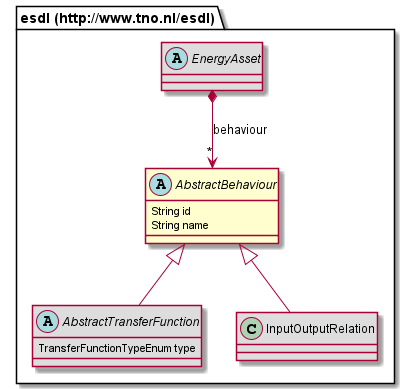 esdl (http://www.tno.nl/esdl)
A EnergyAsset
behaviour
*
A AbstractBehaviour
String id
String name
A AbstractTransferFunction
TransferFunctionTypeEnum type
C InputOutputRelation